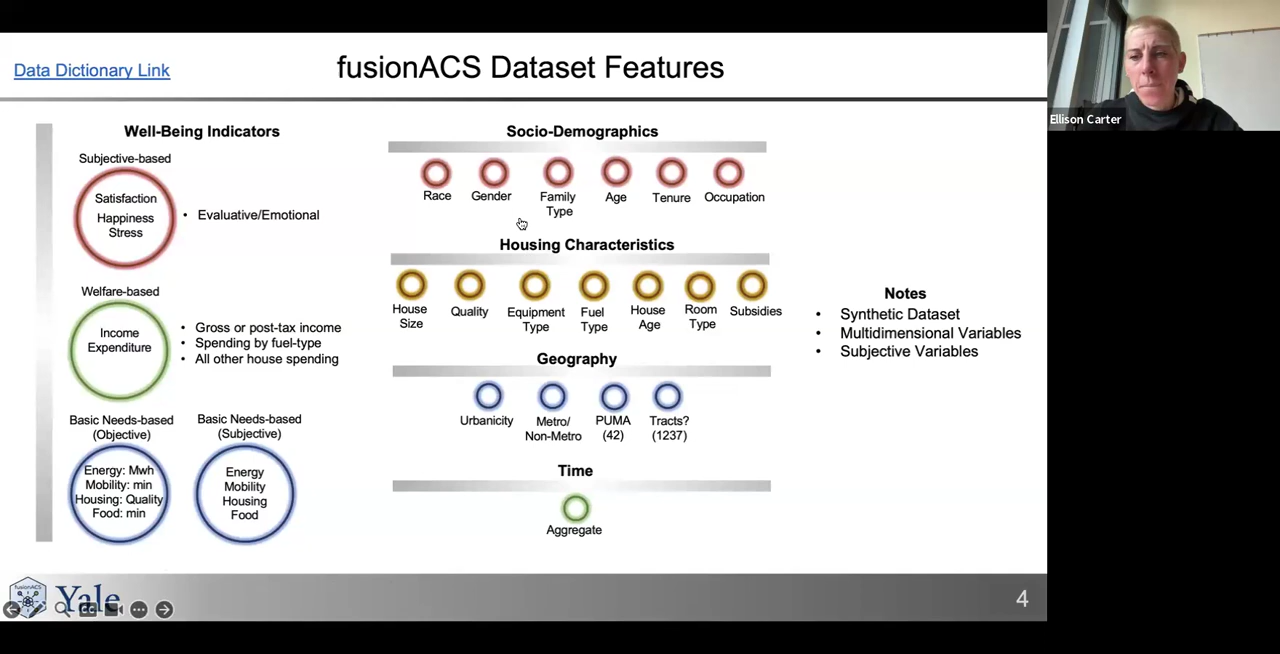 Data Dictionary Link
fusionACS Dataset Features
Ellison Carter
Well-Being Indicators
Subjective-based
Satisfaction
Happiness
Stress
• Evaluative/Emotional
Welfare-based
Income
Expenditure
• Gross or post-tax income
• Spending by fuel-type
• All other house spending
Basic Needs-based
(Objective)
Energy: Mwh
Mobility: min
Housing: Quality
Food: min
Basic Needs-based
(Subjective)
Energy
Mobility
Housing
Food
Socio-Demographics
Race
Gender
Family
Type
Age
Tenure
Occupation
Housing Characteristics
House
Size
Quality
Equipment
Type
Fuel
Type
House
Age
Room
Type
Subsidies
Geography
Urbanicity
Metro/
Non-Metro
PUMA
(42)
Tracts?
(1237)
Time
Aggregate
Notes
• Synthetic Dataset
• Multidimensional Variables
• Subjective Variables
fusionACS
Yale
4